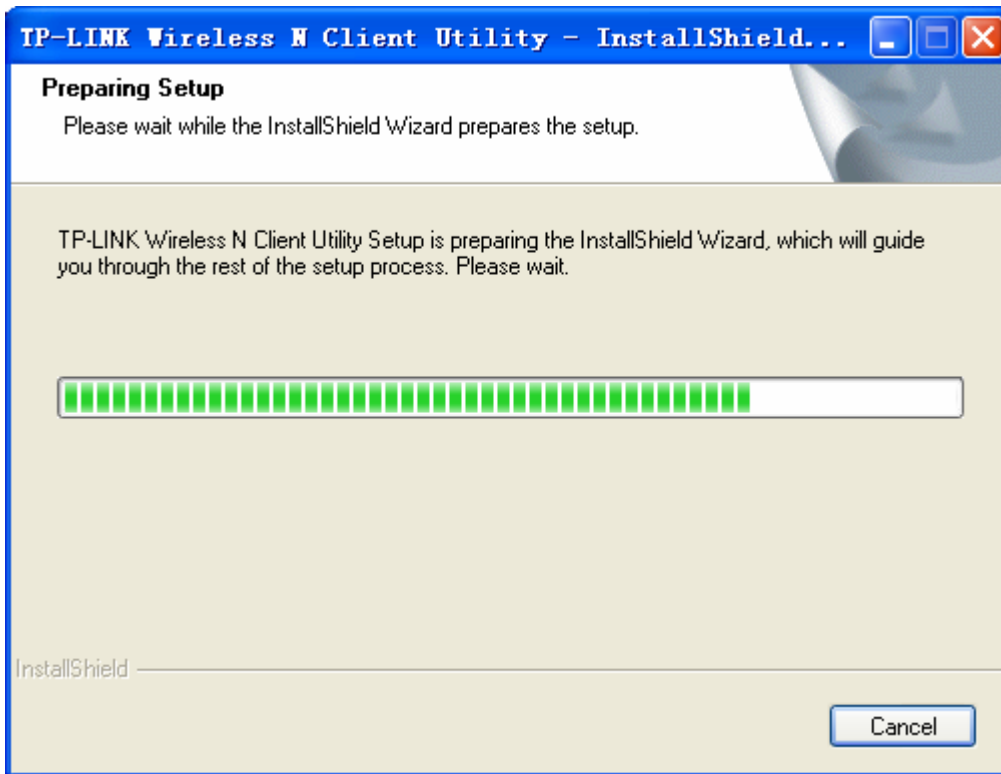 TP-LINK Wireless N Client Utility - InstallShield...
Preparing Setup
Please wait while the InstallShield Wizard prepares the setup.
TP-LINK Wireless N Client Utility Setup is preparing the InstallShield Wizard, which will guide
you through the rest of the setup process. Please wait.
InstallShield
Cancel